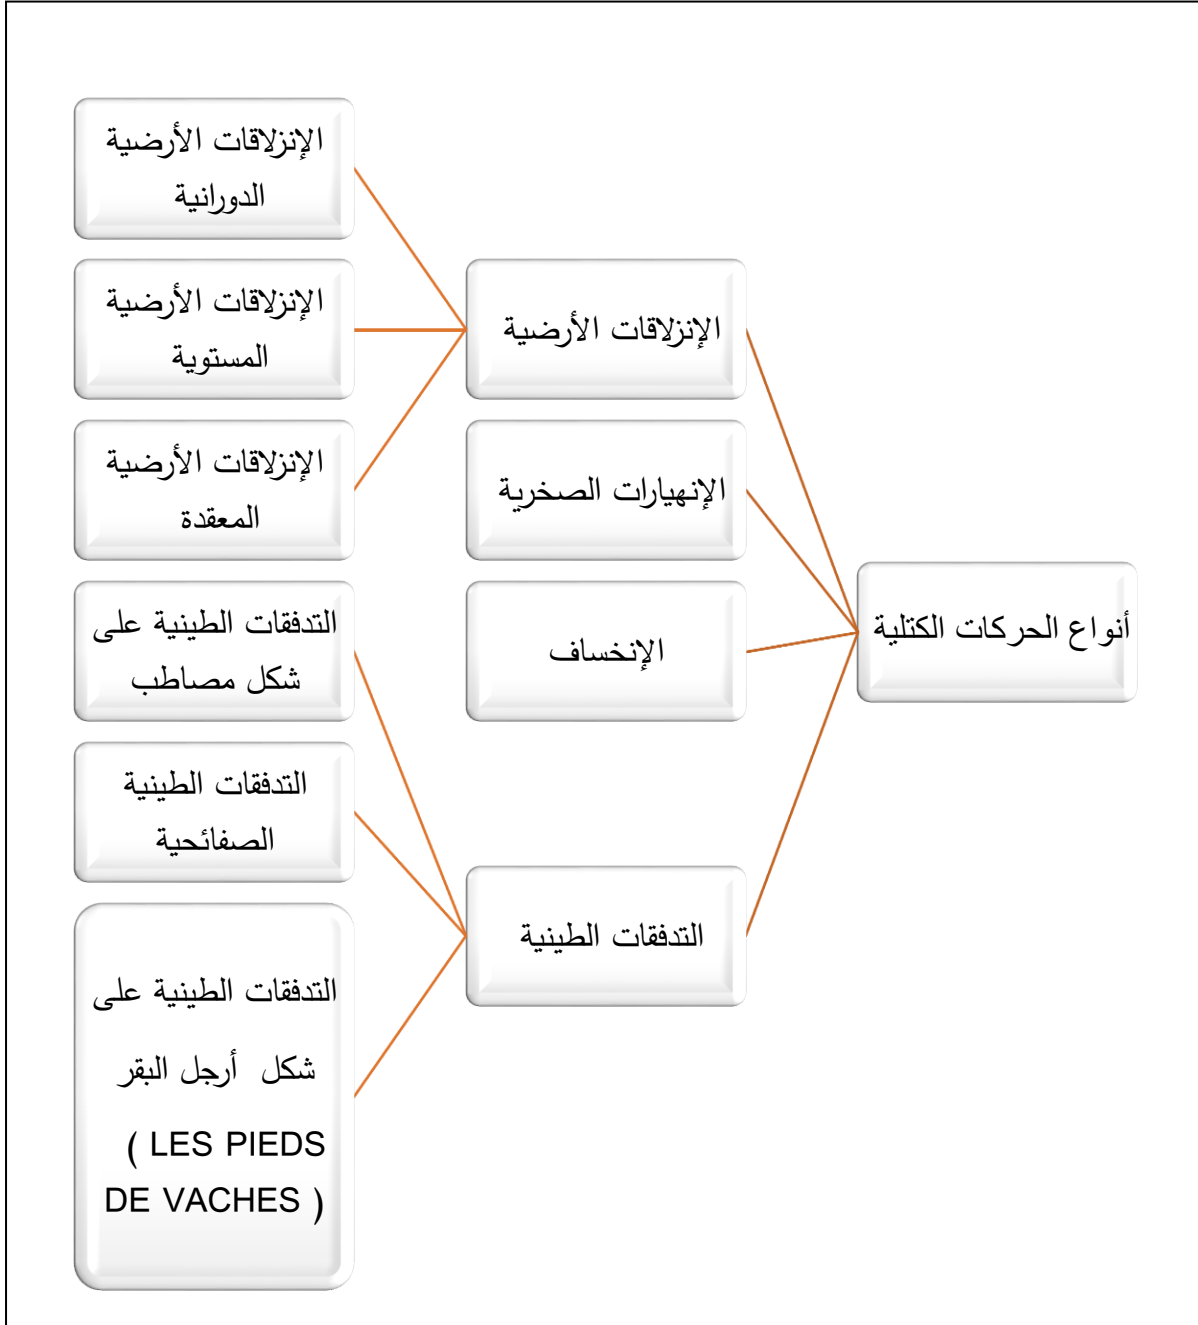 أنواع الحركات الكتلية
الإنزلاقات الأرضية
الإنهيارات الصخرية
الإنخساف
التدفقات الطينية
الإنزلاقات الأرضية
الدورانية
الإنزلاقات الأرضية
المستوية
الإنزلاقات الأرضية
المعقدة
التدفقات الطينية على
شكل مصاطب
التدفقات الطينية
الصفائحية
التدفقات الطينية على
شكل أرجل البقر
( LES PIEDS
DE VACHES )